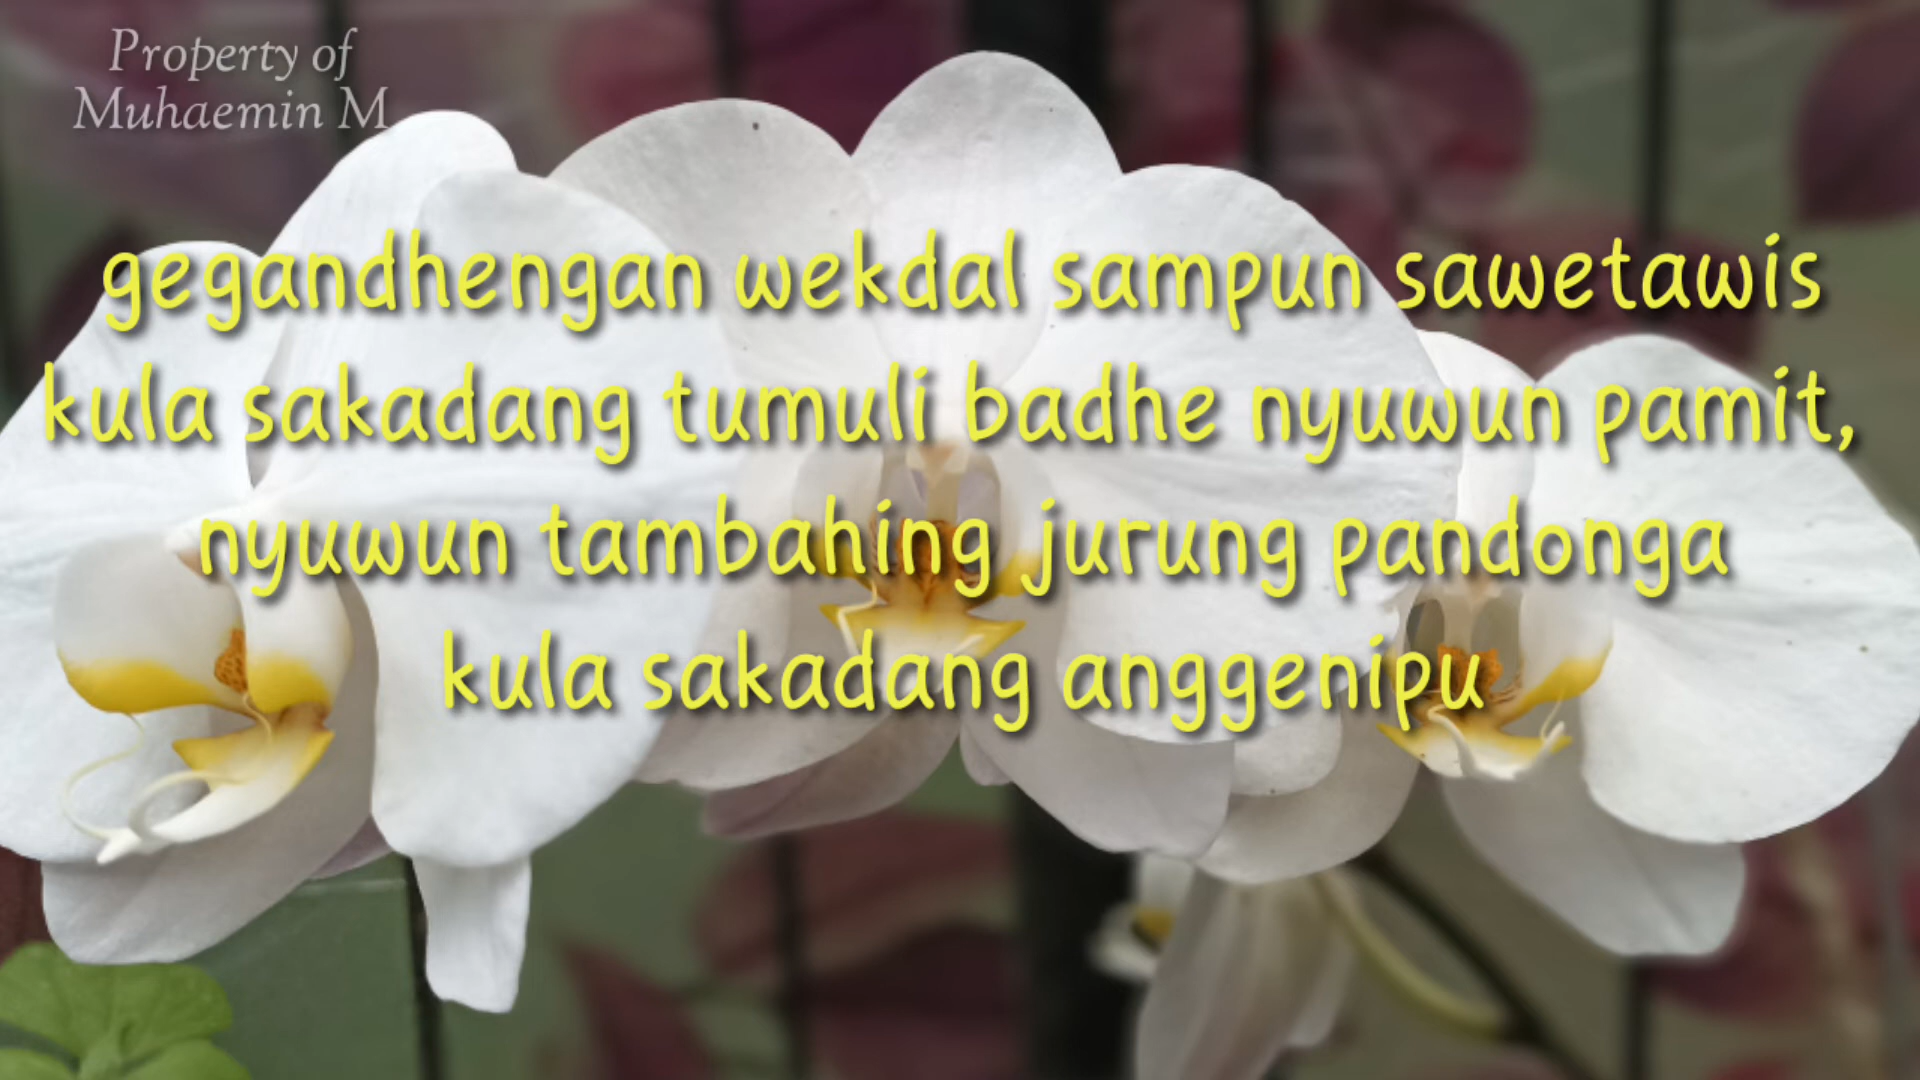 Property of
Muhaemin M
gegandhengan wekdal sampun sawetawis
kula sakadang tumuli badhe nyuwun pamit,
nyuwun tambahing jurung pandonga
kula sakadang anggenipu